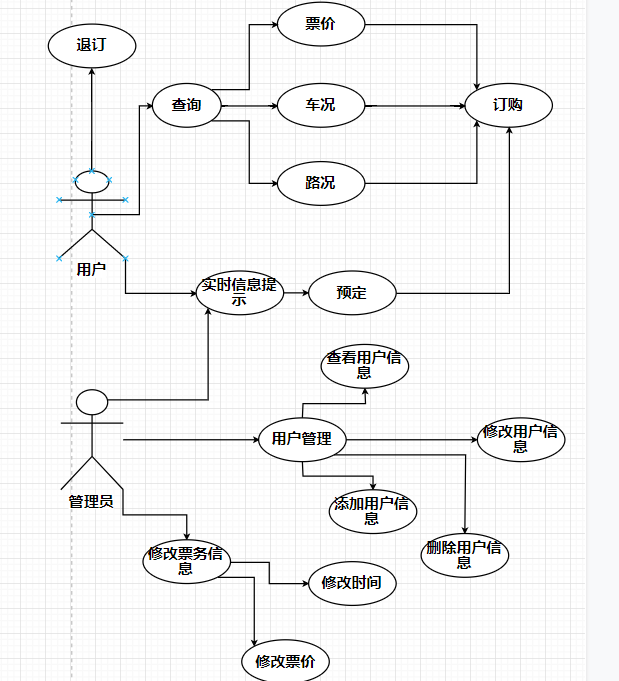 票价
退订
查询
车况
订购
路况
用户
实时信息提
示
预定
查看用户信
息
用户管理
修改用户信
息
管理员
添加用户信
息
修改票务信
息
删除用户信
息
修改时间
修改票价